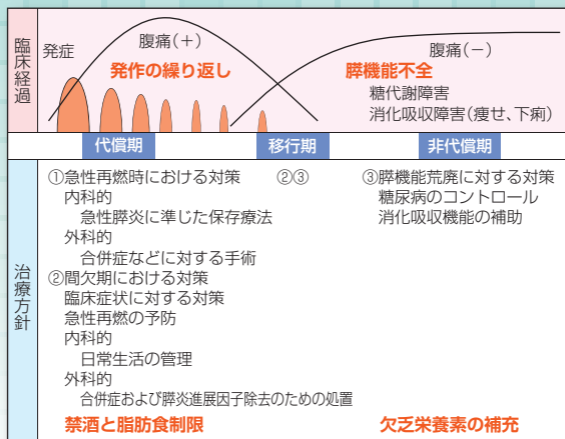 臨床経過
発症
腹痛(+)
発作の繰り返し
腹痛(−)
膵機能不全
糖代謝障害
消化吸収障害(痩せ、下痢)
代償期
移行期
非代償期
治療方針
①急性再燃時における対策
内科的
急性膵炎に準じた保存療法
外科的
合併症などに対する手術
②間欠期における対策
臨床症状に対する対策
急性再燃の予防
内科的
日常生活の管理
外科的
合併症および膵炎進展因子除去のための処置
禁酒と脂肪食制限
②③
③膵機能荒廃に対する対策
糖尿病のコントロール
消化吸収機能の補助
欠乏栄養素の補充